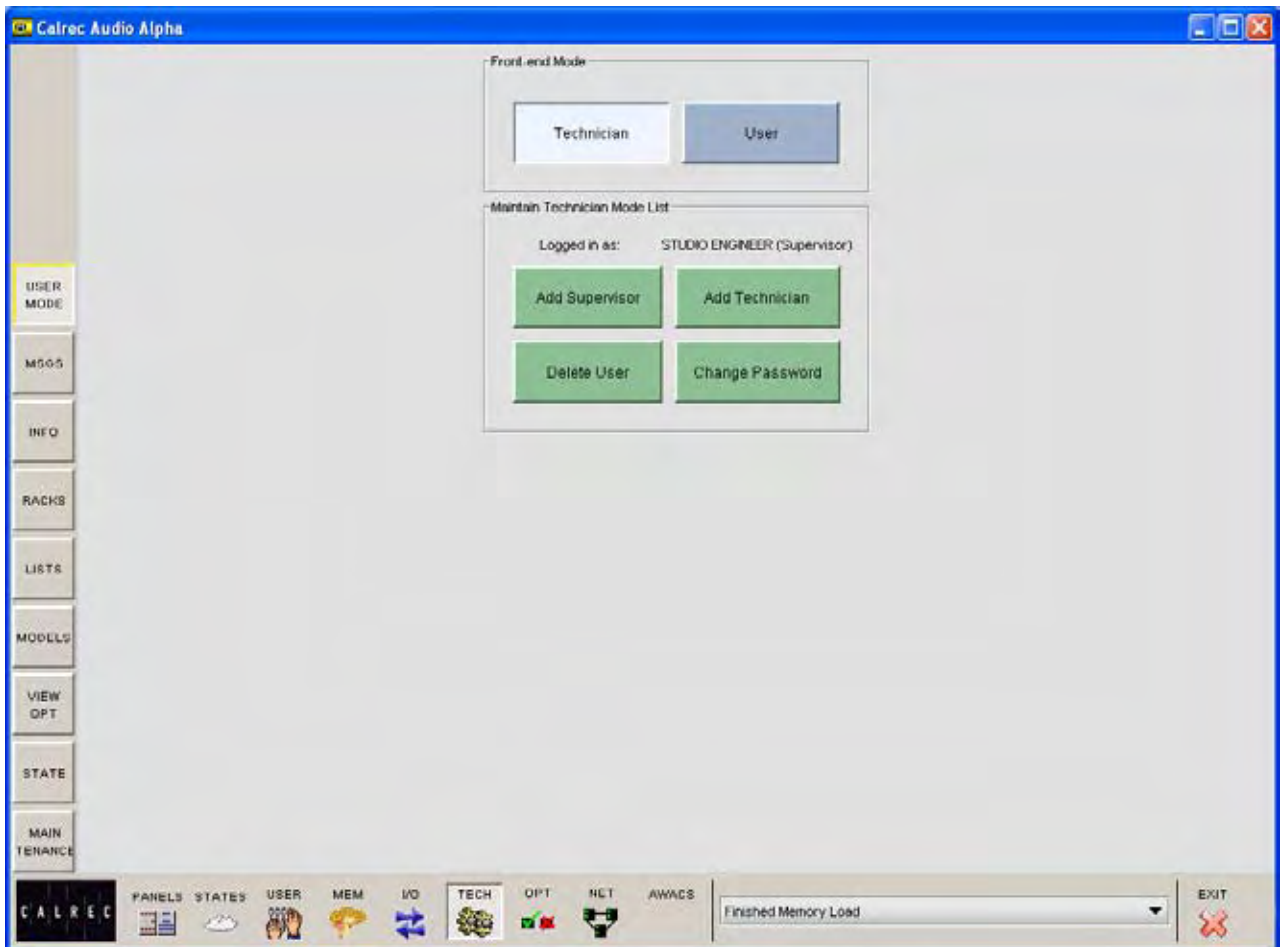 Calrec Audio Alpha
Front-end Mode
Technician
User
Maintain Technician Mode List
Logged in as:
STUDIO ENGINEER (Supervisor)
Add Supervisor
Add Technician
Delete User
Change Password
USER
MODE
MSGS
INFO
RACKS
LISTS
MODELS
VIEW
OPT
STATE
MAIN
TENANCE
CALREC
PANELS
STATES
USER
MEM
I/O
TECH
OPT
NET
AWACS
Finished Memory Load
EXIT